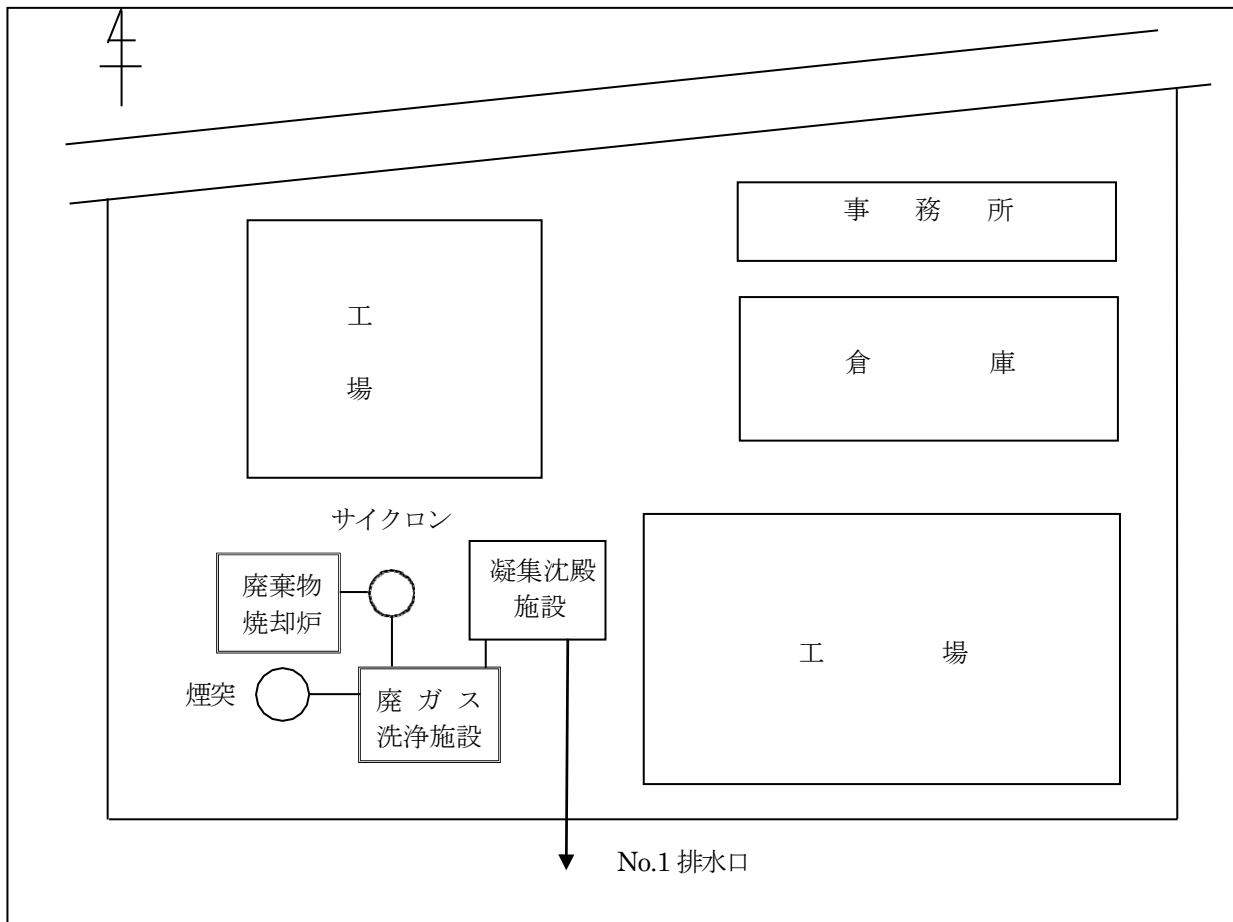 事 務 所
工
場
倉 庫
サイクロン
廃棄物
焼却炉
凝集沈殿
施設
工 場
煙突
廃 ガ ス
洗浄施設
No.1 排水口